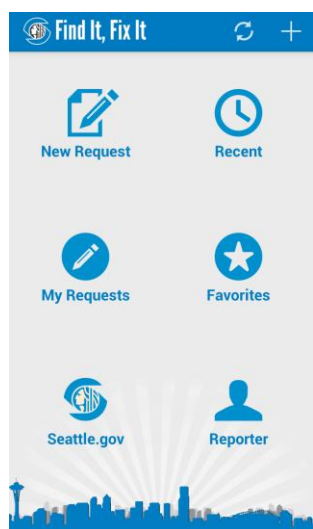 Find It, Fix It
New Request
Recent
My Requests
Favorites
Seattle.gov
Reporter